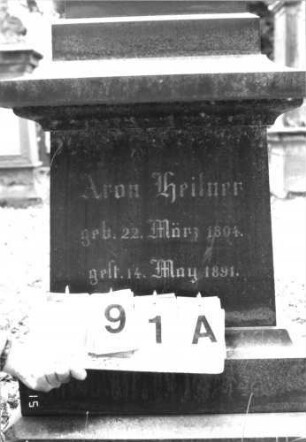 Aron Heilner
geb. 22. März 1804.
gest. 14. May 1891.
91A
15